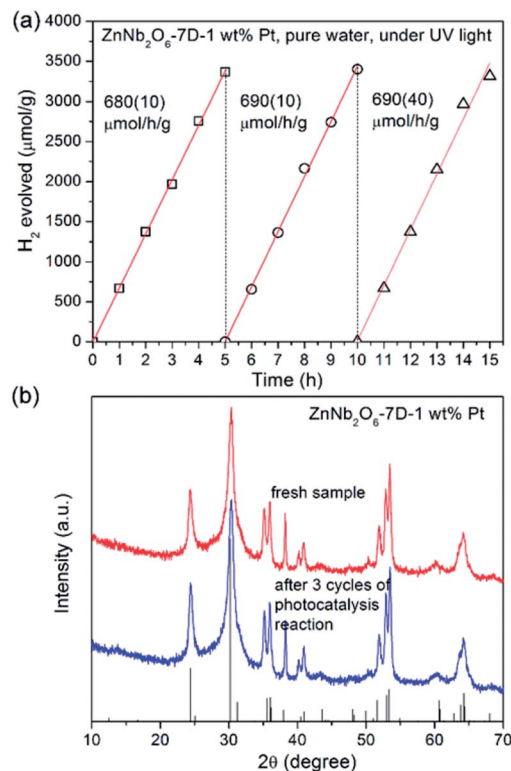 (a)
ZnNb₂O₆-7D-1 wt% Pt, pure water, under UV light
680(10)
μmol/h/g
690(10)
μmol/h/g
690(40)
μmol/h/g
H₂ evolved (μmol/g)
4000
3500
3000
2500
2000
1500
1000
500
0
0 1 2 3 4 5 6 7 8 9 10 11 12 13 14 15
Time (h)
(b)
ZnNb₂O₆-7D-1 wt% Pt
fresh sample
after 3 cycles of
photocatalysis
reaction
Intensity (a.u.)
10 20 30 40 50 60 70
2θ (degree)